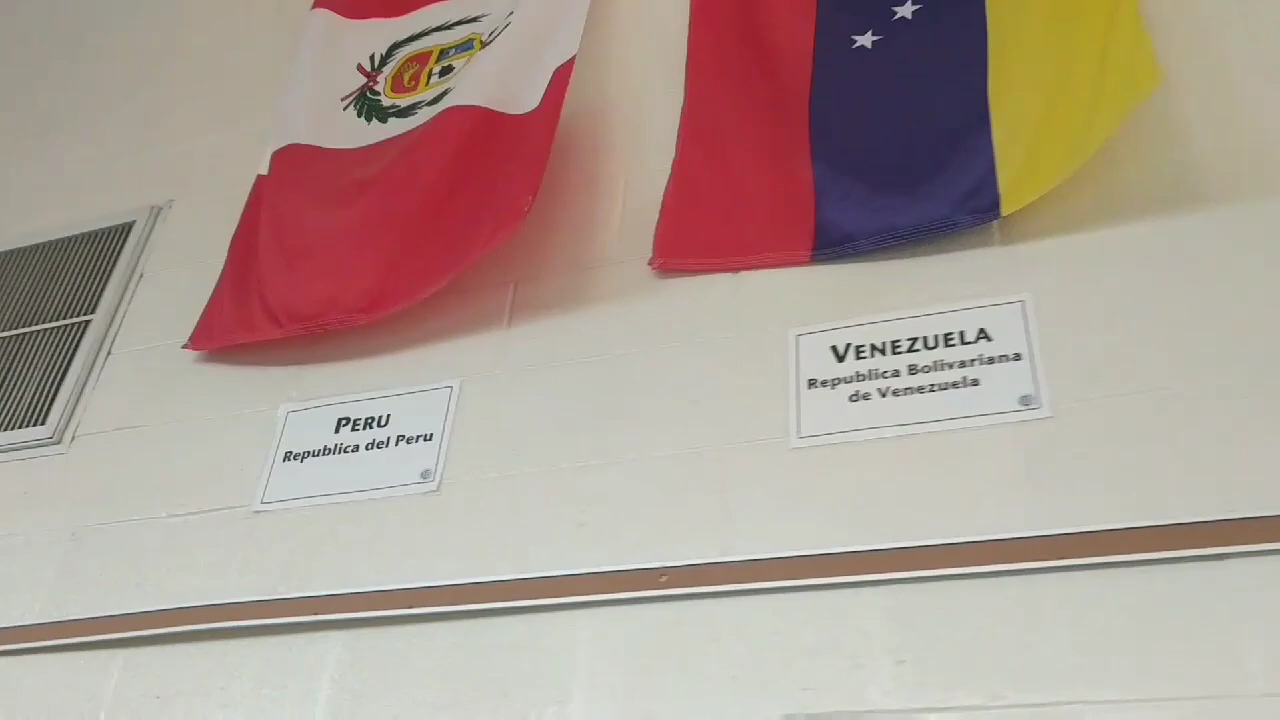 PERU
Republica del Peru
VENEZUELA
Republica Bolivariana
de Venezuela